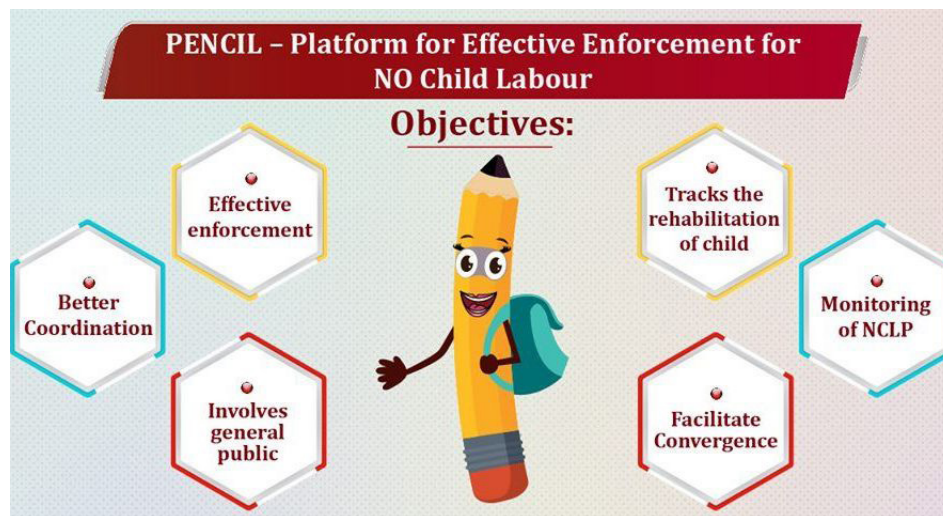 PENCIL – Platform for Effective Enforcement for
NO Child Labour
Objectives:
Effective
enforcement
Better
Coordination
Involves
general
public
Tracks the
rehabilitation
of child
Monitoring
of NCLP
Facilitate
Convergence